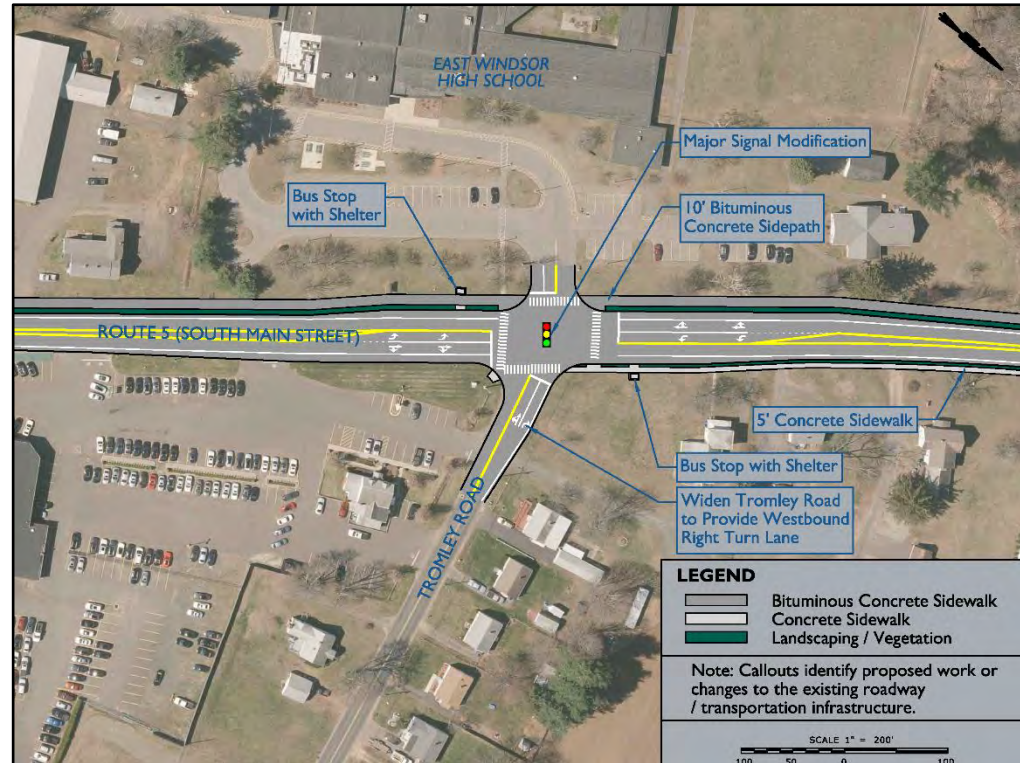 EAST WINDSOR
HIGH SCHOOL
Major Signal Modification
Bus Stop
with Shelter
10' Bituminous
Concrete Sidepath
ROUTE 5 (SOUTH MAIN STREET)
5' Concrete Sidewalk
Bus Stop with Shelter
Widen Tromley Road
to Provide Westbound
Right Turn Lane
TROMLEY ROAD
LEGEND
Bituminous Concrete Sidewalk
Concrete Sidewalk
Landscaping / Vegetation
Note: Callouts identify proposed work or
changes to the existing roadway
/ transportation infrastructure.
SCALE 1" = 200'
100 50 0 100